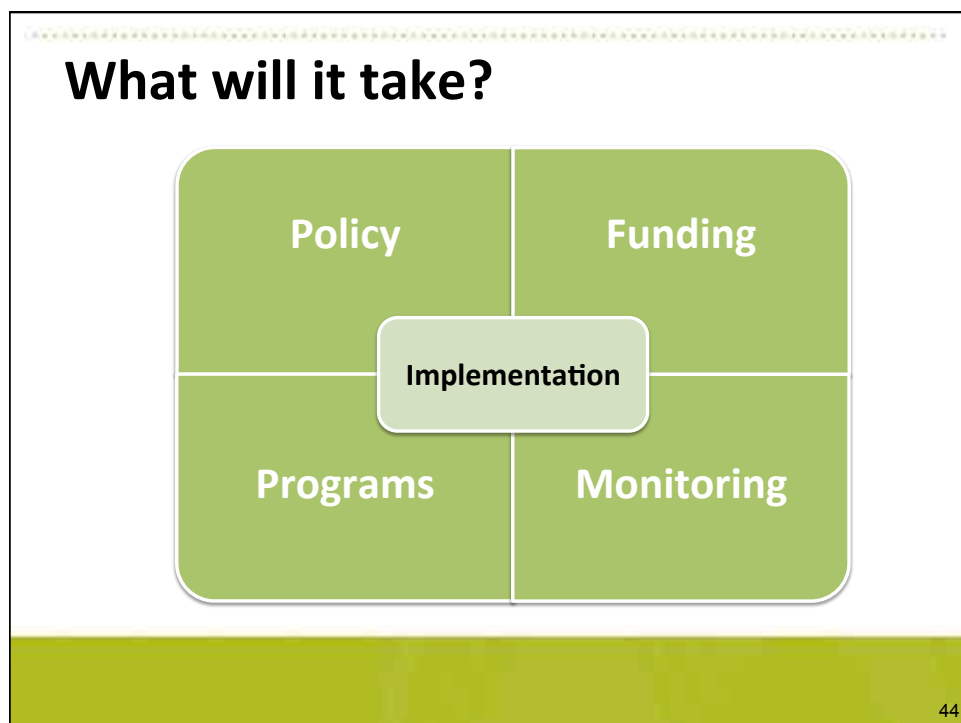 What will it take?
Policy
Funding
Implementation
Programs
Monitoring
44